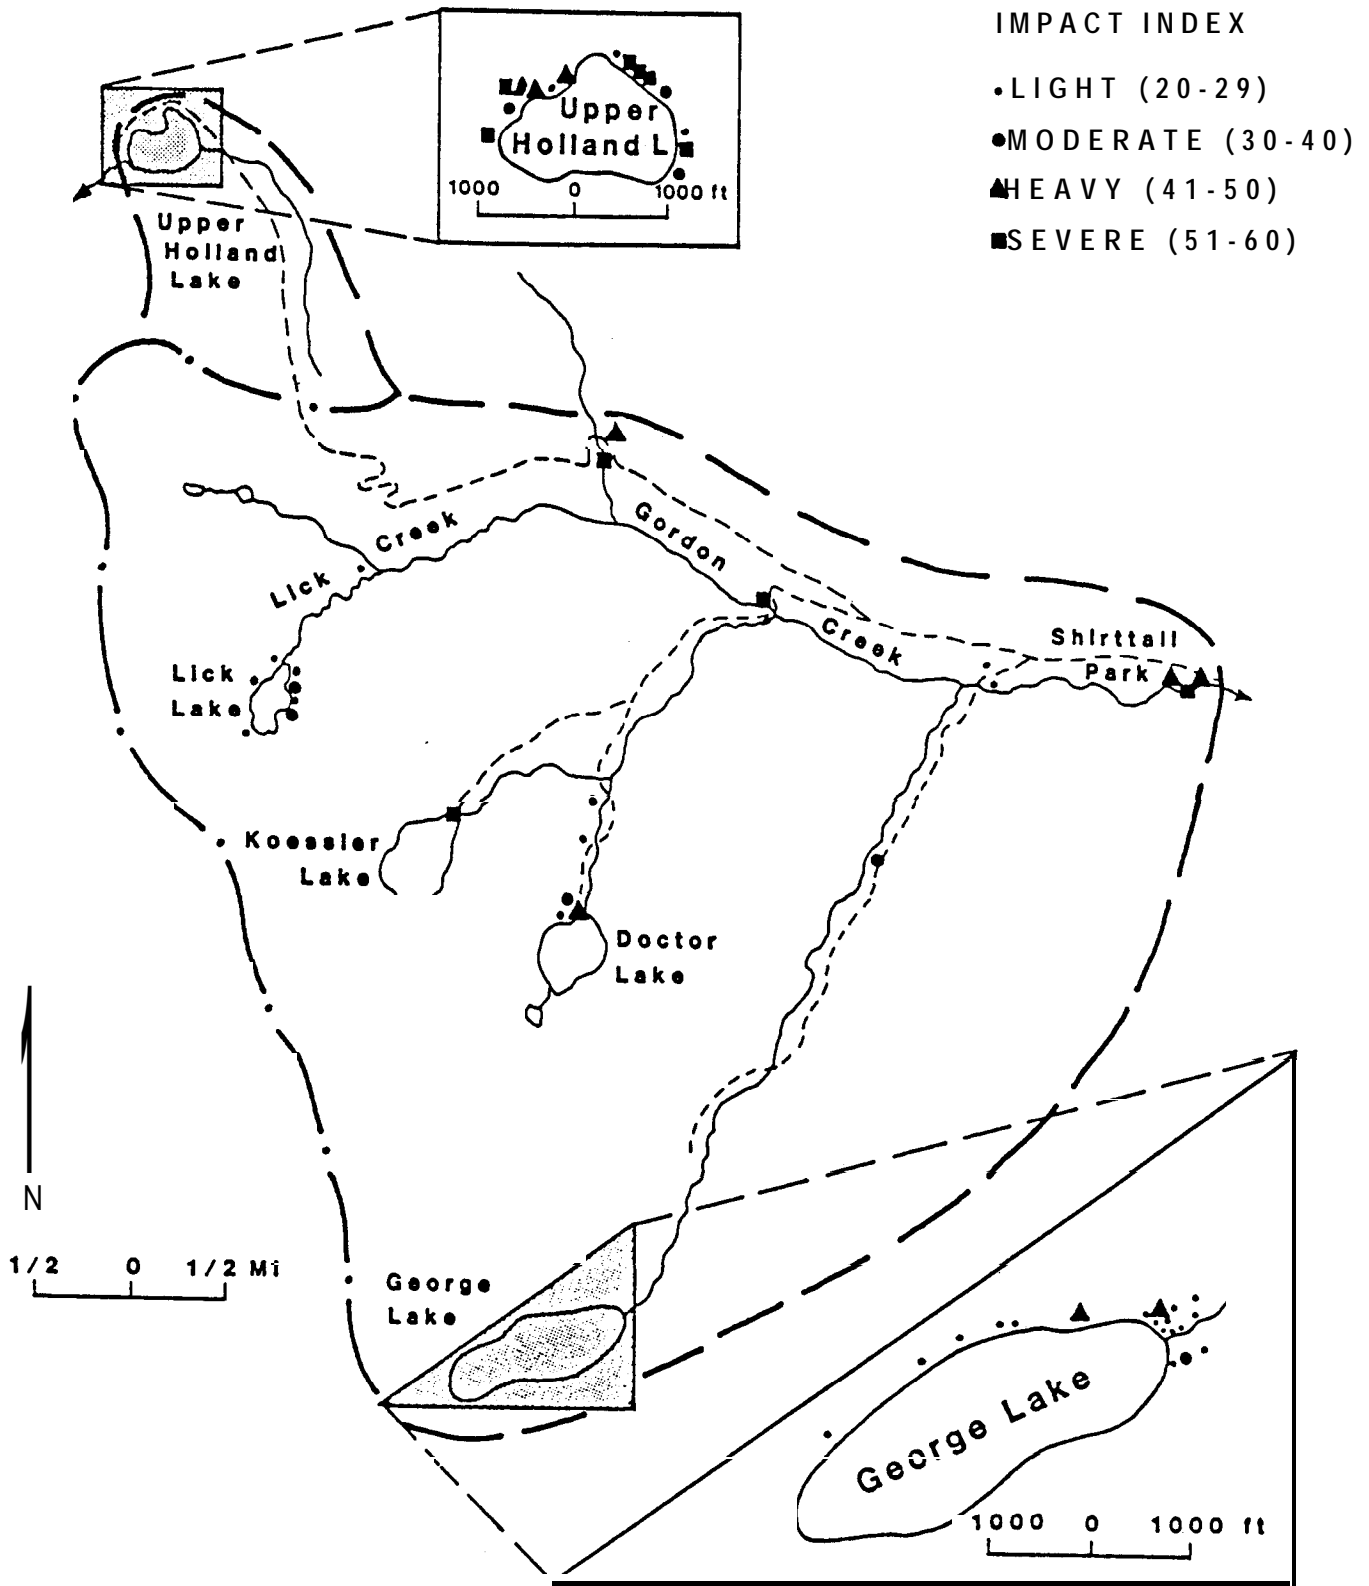 IMPACT INDEX
LIGHT (20-29)
MODERATE (30-40)
HEAVY (41-50)
SEVERE (51-60)
Upper
Holland L
1000 0 1000 ft
Upper
Holland
Lake
Lick Creek
Gordon
Creek
Shirttail
Park
Lick
Lake
Koessler
Lake
Doctor
Lake
N
1/2 0 1/2 Mi
George
Lake
George Lake
1000 0 1000 ft